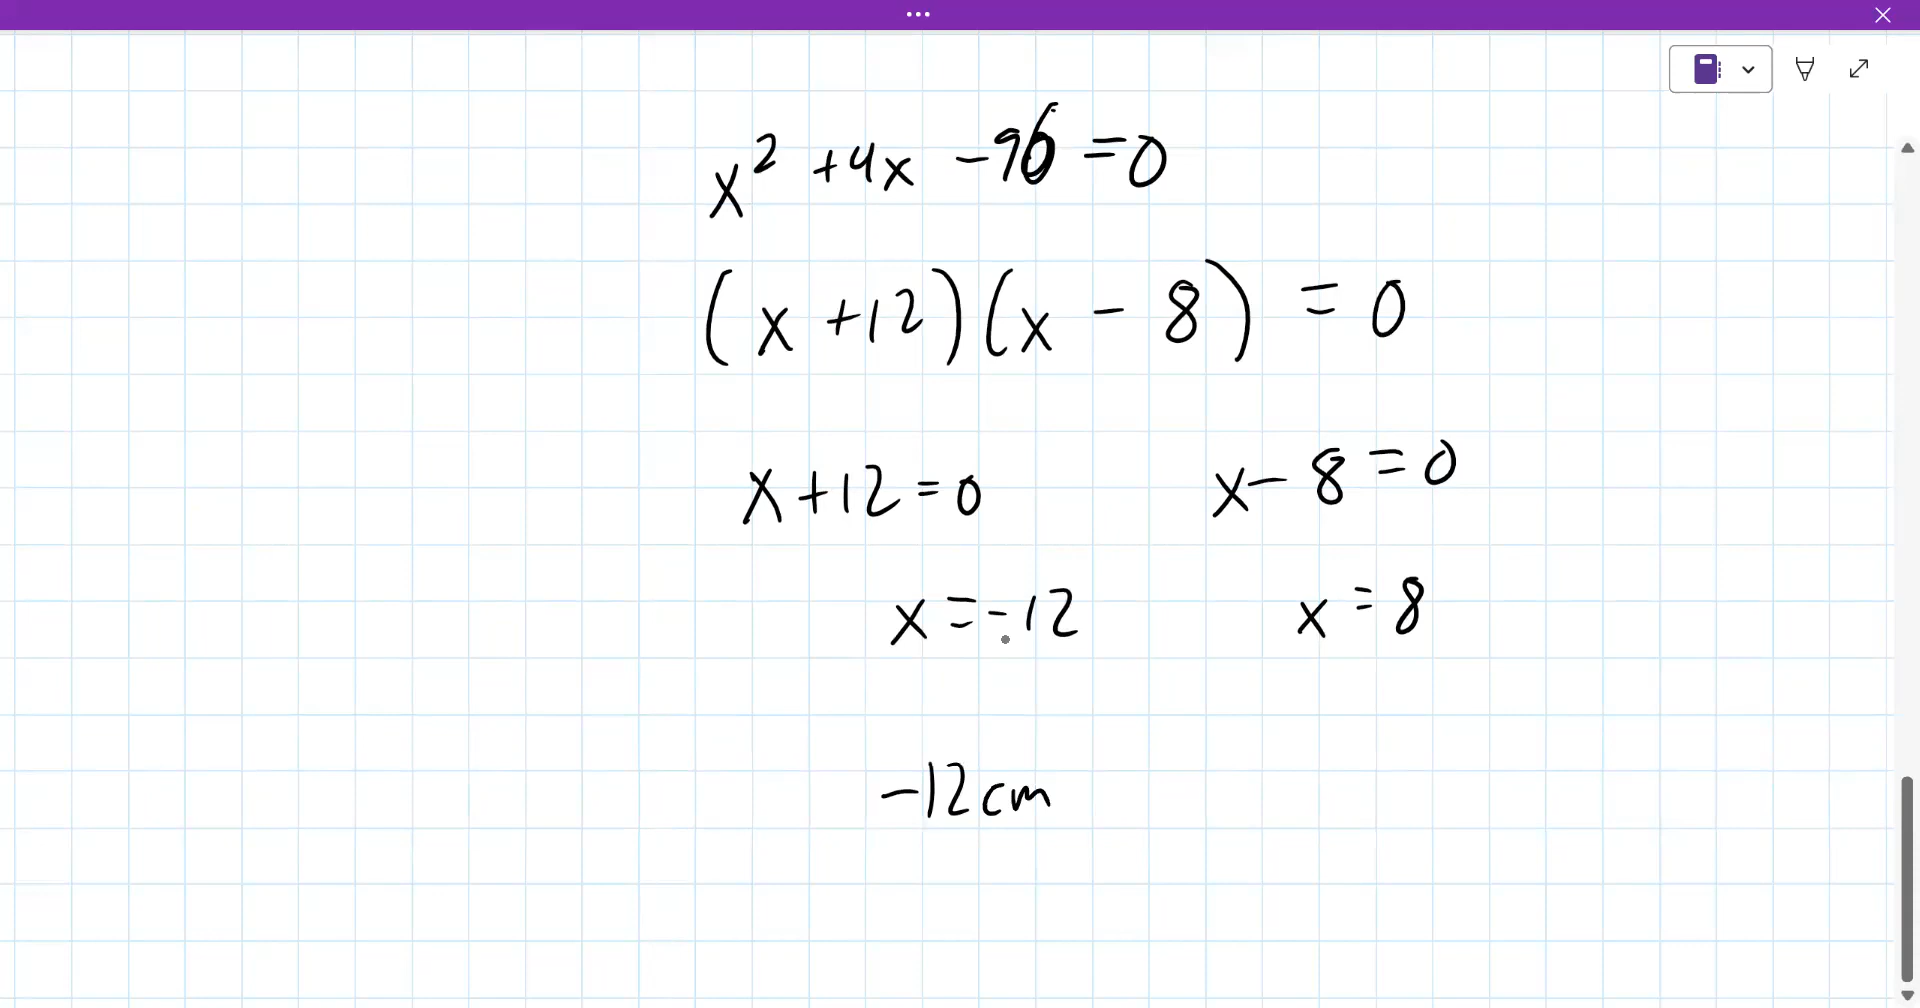 x² +4x -96 =0
(x +12)(x - 8) = 0
x+12=0 x-8=0
x=-12 x=8
-12cm